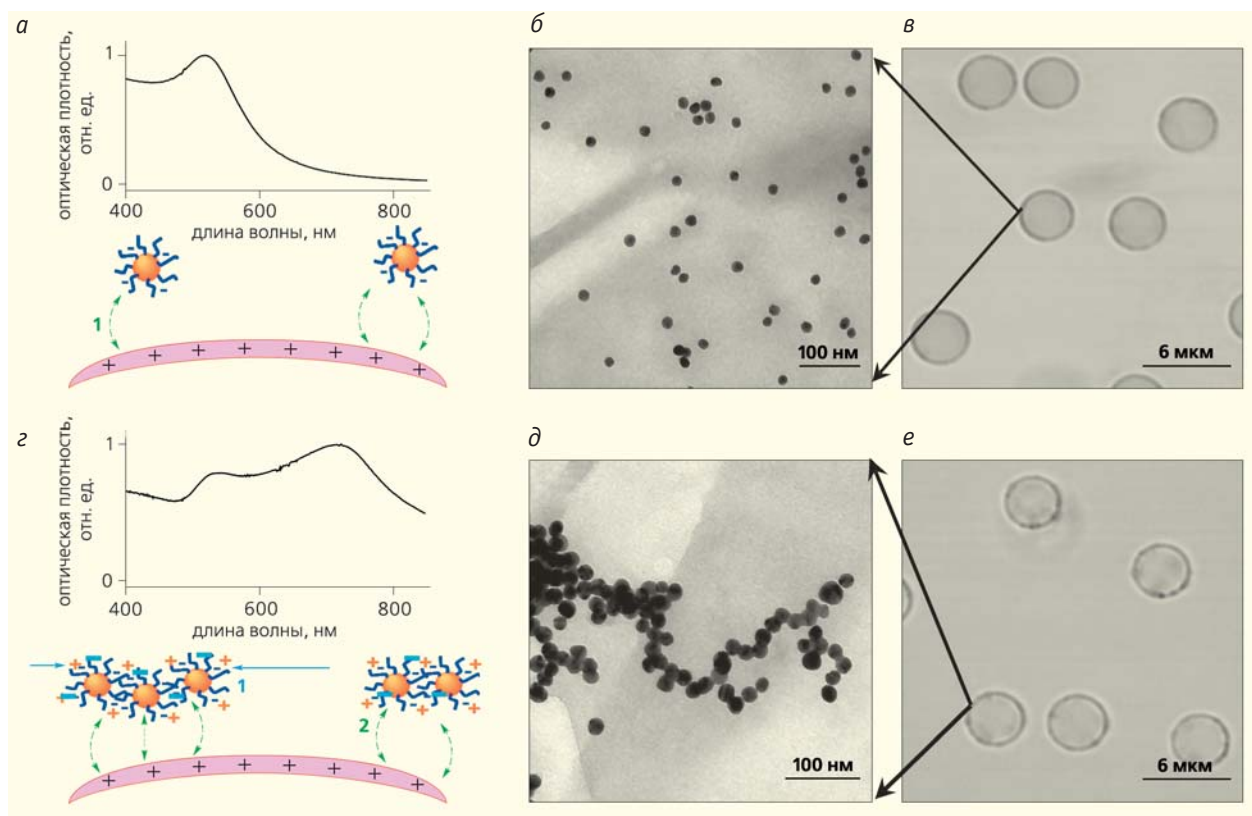 а
б
в
оптическая плотность,
отн. ед.
1
0
400
600
800
длина волны, нм
1
+ + + + + + + +
100 нм
6 мкм
г
д
е
оптическая плотность,
отн. ед.
1
0
400
600
800
длина волны, нм
1
2
+ + + + + + + +
100 нм
6 мкм